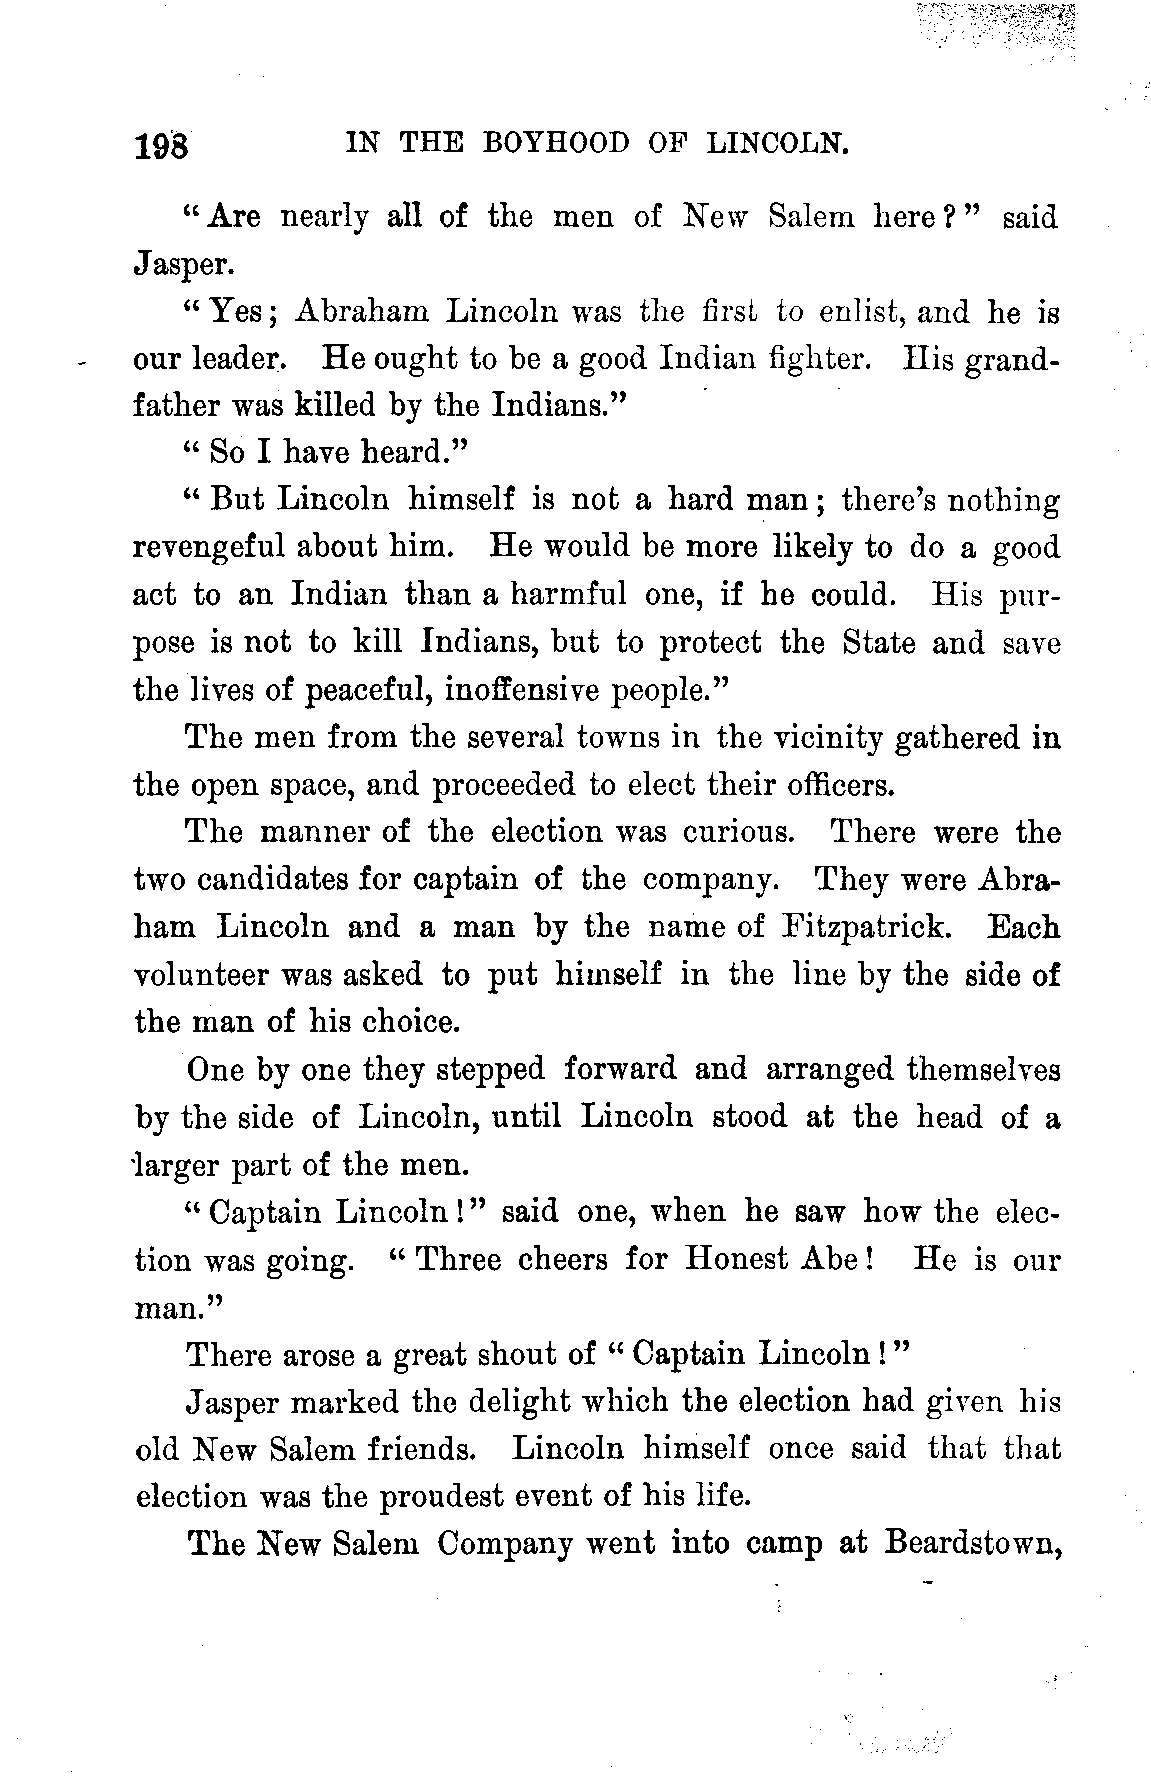 198 IN THE BOYHOOD OF LINCOLN.
"Are nearly all of the men of New Salem here?" said
Jasper.
"Yes; Abraham Lincoln was the first to enlist, and he is
our leader. He ought to be a good Indian fighter. His grand-
father was killed by the Indians."
"So I have heard."
"But Lincoln himself is not a hard man; there's nothing
revengeful about him. He would be more likely to do a good
act to an Indian than a harmful one, if he could. His pur-
pose is not to kill Indians, but to protect the State and save
the lives of peaceful, inoffensive people."
The men from the several towns in the vicinity gathered in
the open space, and proceeded to elect their officers.
The manner of the election was curious. There were the
two candidates for captain of the company. They were Abra-
ham Lincoln and a man by the name of Fitzpatrick. Each
volunteer was asked to put himself in the line by the side of
the man of his choice.
One by one they stepped forward and arranged themselves
by the side of Lincoln, until Lincoln stood at the head of a
larger part of the men.
"Captain Lincoln!" said one, when he saw how the elec-
tion was going. "Three cheers for Honest Abe! He is our
man."
There arose a great shout of "Captain Lincoln!"
Jasper marked the delight which the election had given his
old New Salem friends. Lincoln himself once said that that
election was the proudest event of his life.
The New Salem Company went into camp at Beardstown,